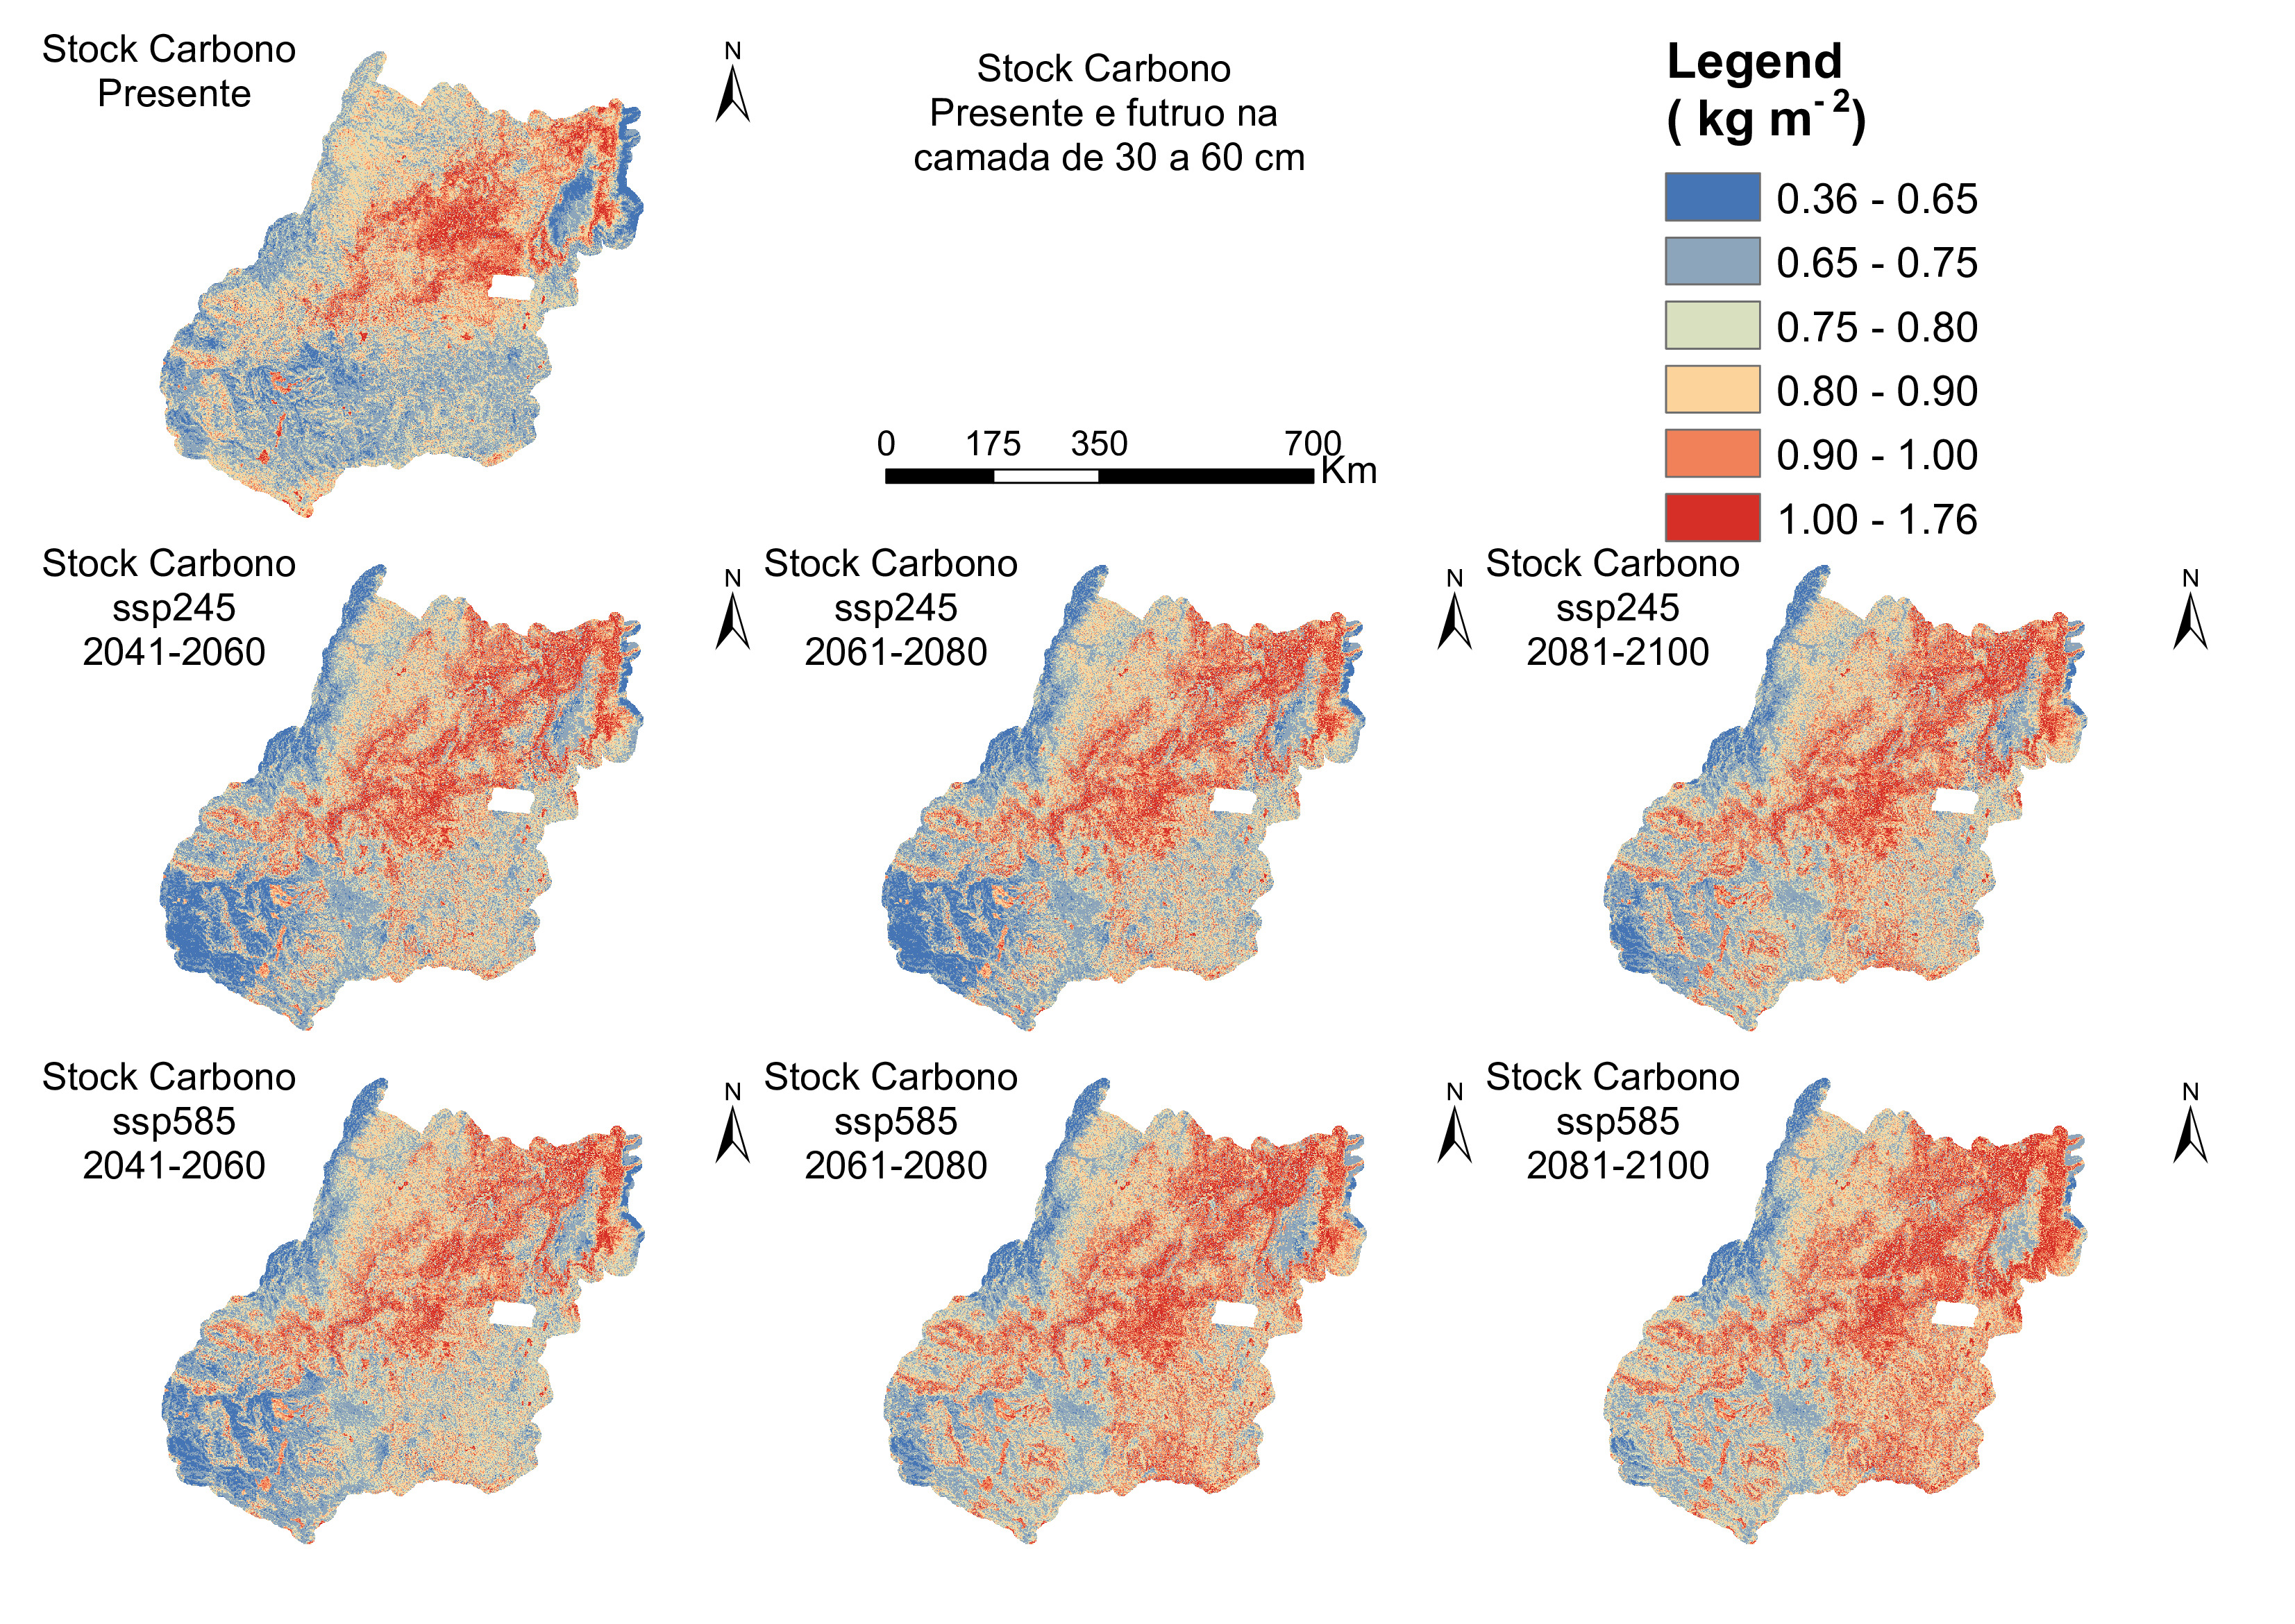 Stock Carbono
Presente
N
Stock Carbono
Presente e futruo na
camada de 30 a 60 cm
0 175 350 700
Km
Legend
( kg m⁻²)
0.36 - 0.65
0.65 - 0.75
0.75 - 0.80
0.80 - 0.90
0.90 - 1.00
1.00 - 1.76
Stock Carbono
ssp245
2041-2060
N
Stock Carbono
ssp245
2061-2080
N
Stock Carbono
ssp245
2081-2100
N
Stock Carbono
ssp585
2041-2060
N
Stock Carbono
ssp585
2061-2080
N
Stock Carbono
ssp585
2081-2100
N